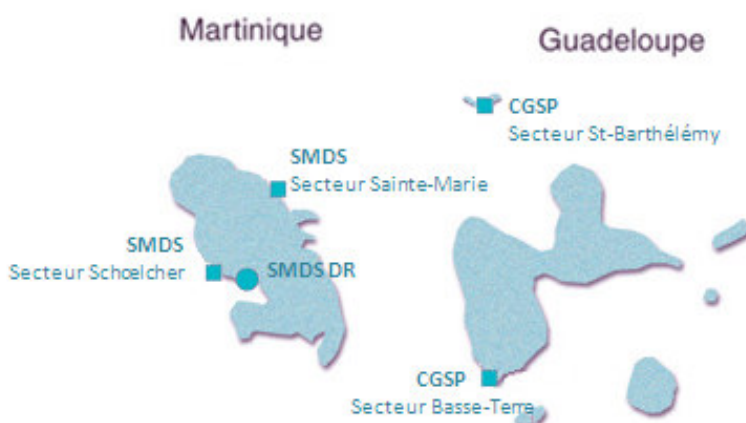 Martinique
Guadeloupe
CGSP
Secteur St-Barthélémy
SMDS
Secteur Sainte-Marie
SMDS
Secteur Schœlcher
SMDS DR
CGSP
Secteur Basse-Terre